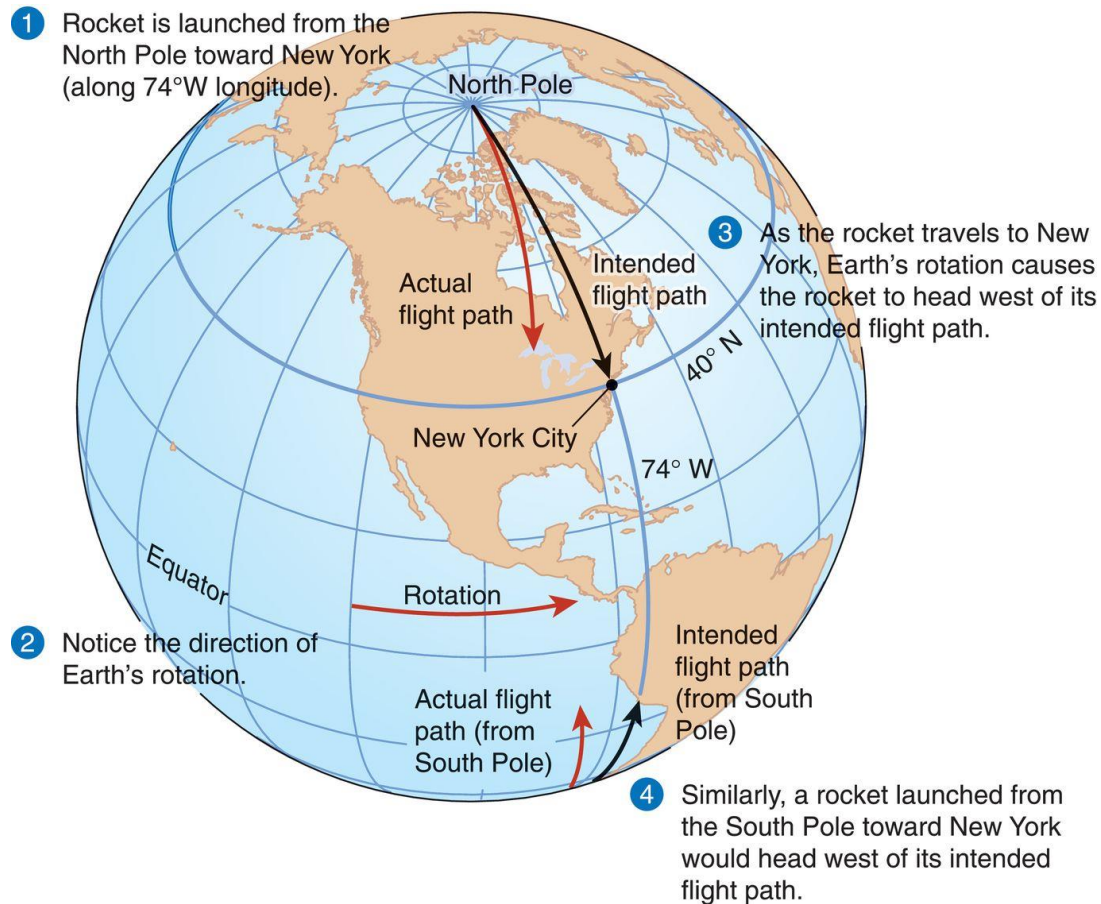 1 Rocket is launched from the
North Pole toward New York
(along 74°W longitude).
North Pole
3 As the rocket travels to New
York, Earth's rotation causes
the rocket to head west of its
intended flight path.
Intended
flight path
Actual
flight path
40° N
New York City
74° W
Equator
Rotation
2 Notice the direction of
Earth's rotation.
Intended
flight path
(from South
Pole)
Actual flight
path (from
South Pole)
4 Similarly, a rocket launched from
the South Pole toward New York
would head west of its intended
flight path.